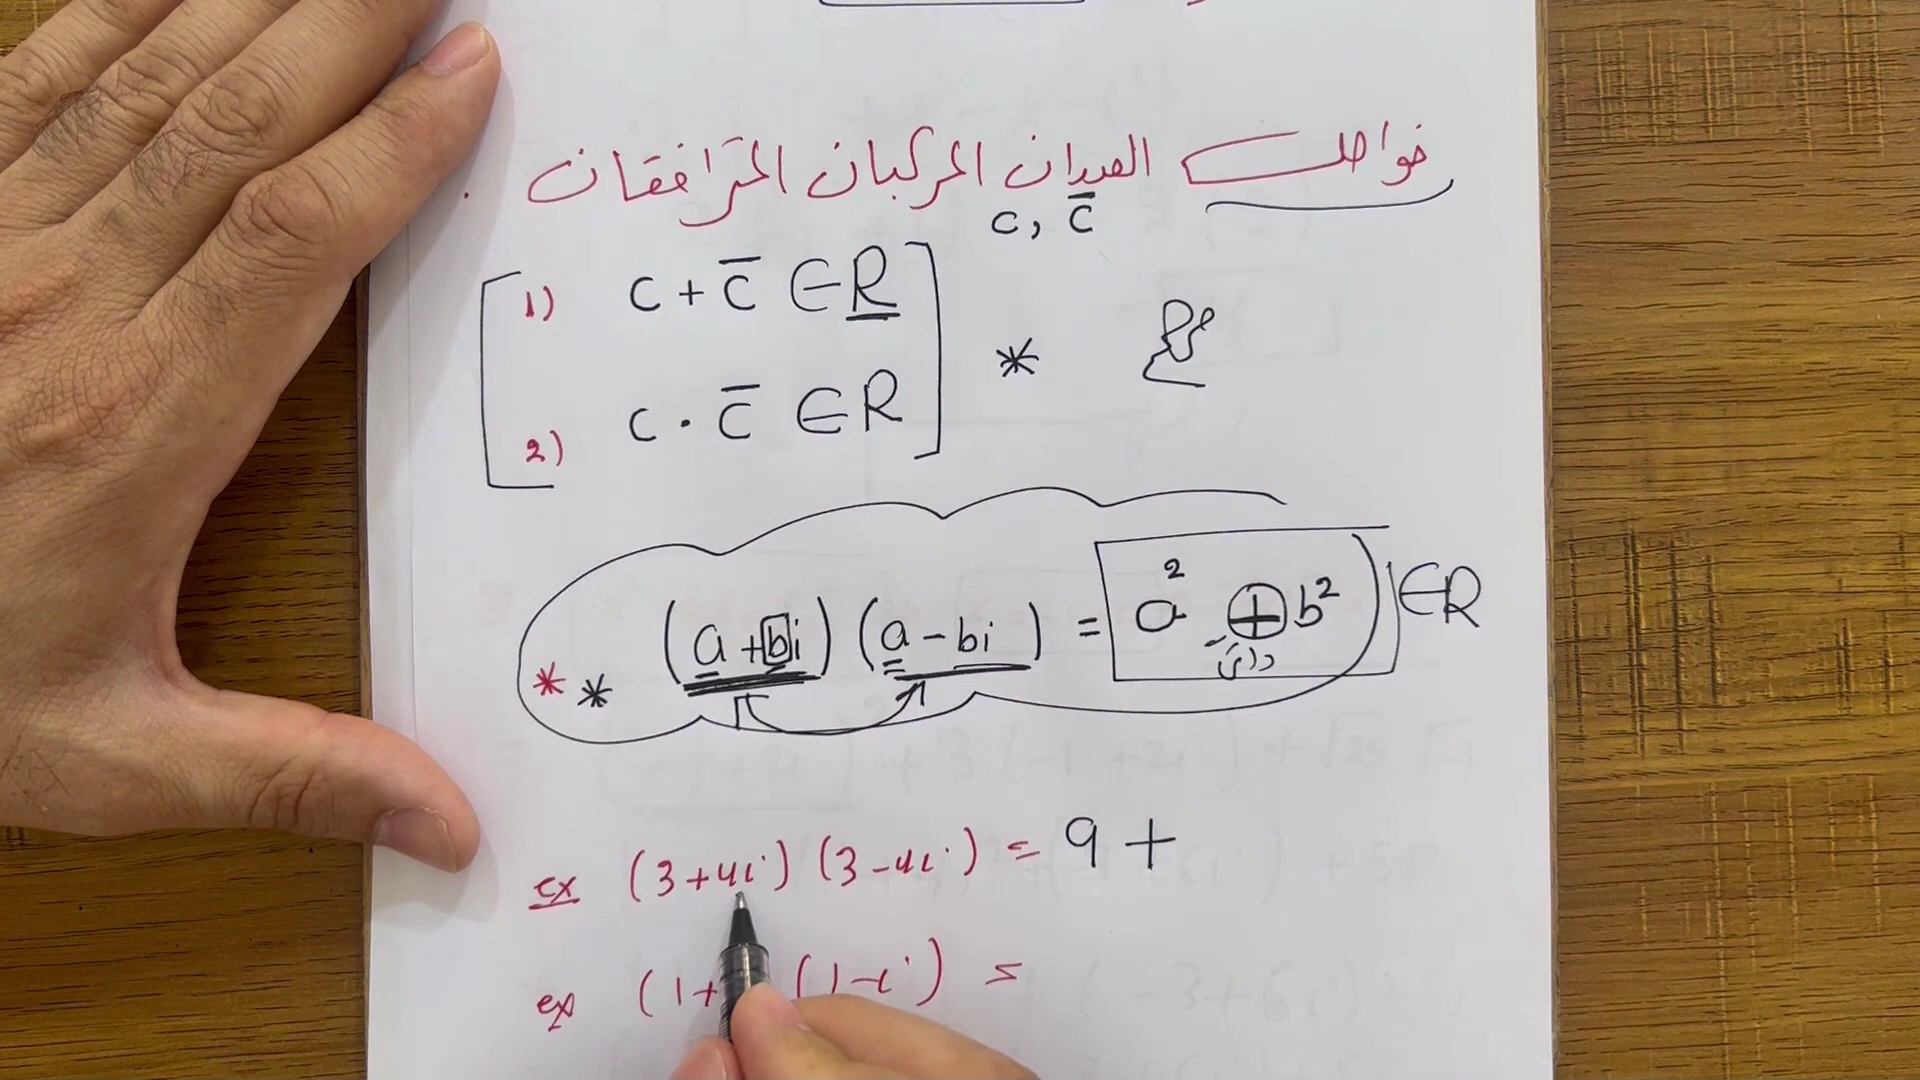 خواص العددان المركبان المترافقان .
c , c̅
1) c + c̅ ∈ R
*
2) c · c̅ ∈ R
* * (a + bi) (a - bi) = a² + b² ∈ R
دائماً
ex (3+4i) (3-4i) = 9 +
ex (1+ (1-i) =